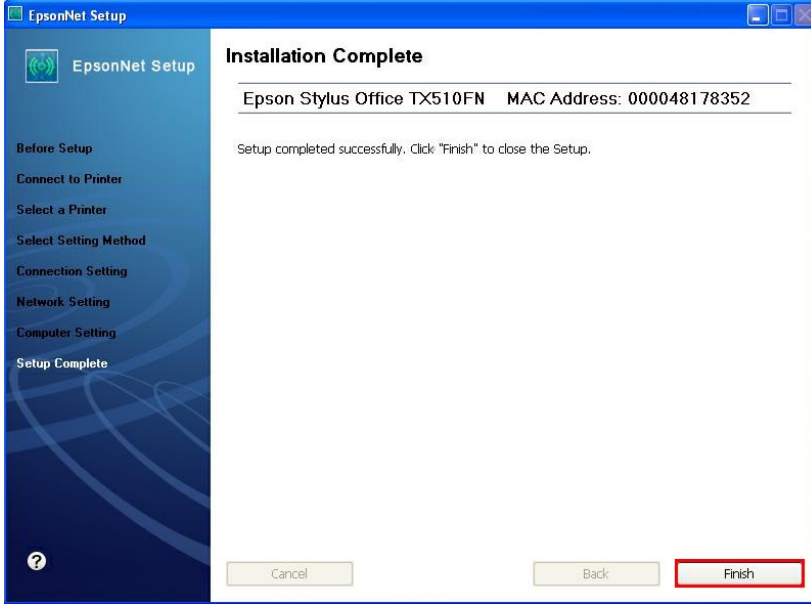 EpsonNet Setup
EpsonNet Setup
Before Setup
Connect to Printer
Select a Printer
Select Setting Method
Connection Setting
Network Setting
Computer Setting
Setup Complete
?
Installation Complete
Epson Stylus Office TX510FN MAC Address: 000048178352
Setup completed successfully. Click "Finish" to close the Setup.
Cancel Back Finish